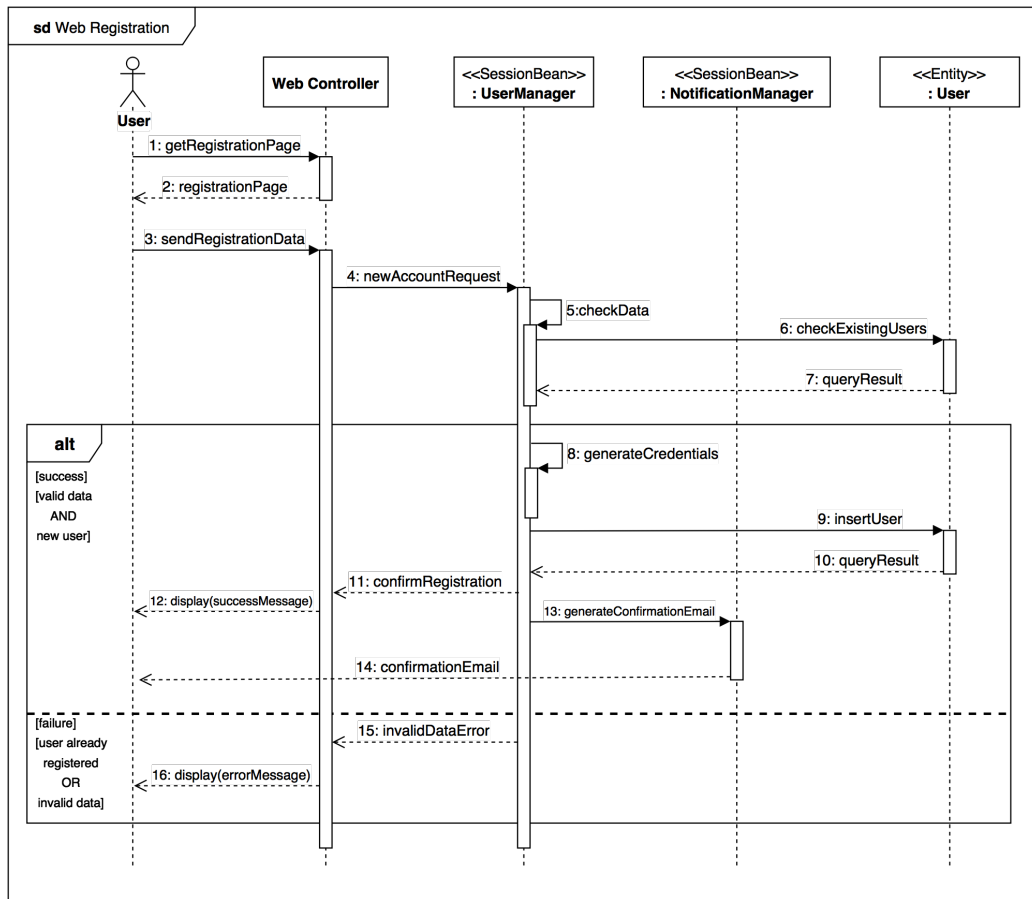 sd Web Registration
User
Web Controller
<<SessionBean>>
: UserManager
<<SessionBean>>
: NotificationManager
<<Entity>>
: User
1: getRegistrationPage
2: registrationPage
3: sendRegistrationData
4: newAccountRequest
5:checkData
6: checkExistingUsers
7: queryResult
alt
[success]
[valid data
AND
new user]
8: generateCredentials
9: insertUser
10: queryResult
11: confirmRegistration
12: display(successMessage)
13: generateConfirmationEmail
14: confirmationEmail
[failure]
[user already
registered
OR
invalid data]
15: invalidDataError
16: display(errorMessage)